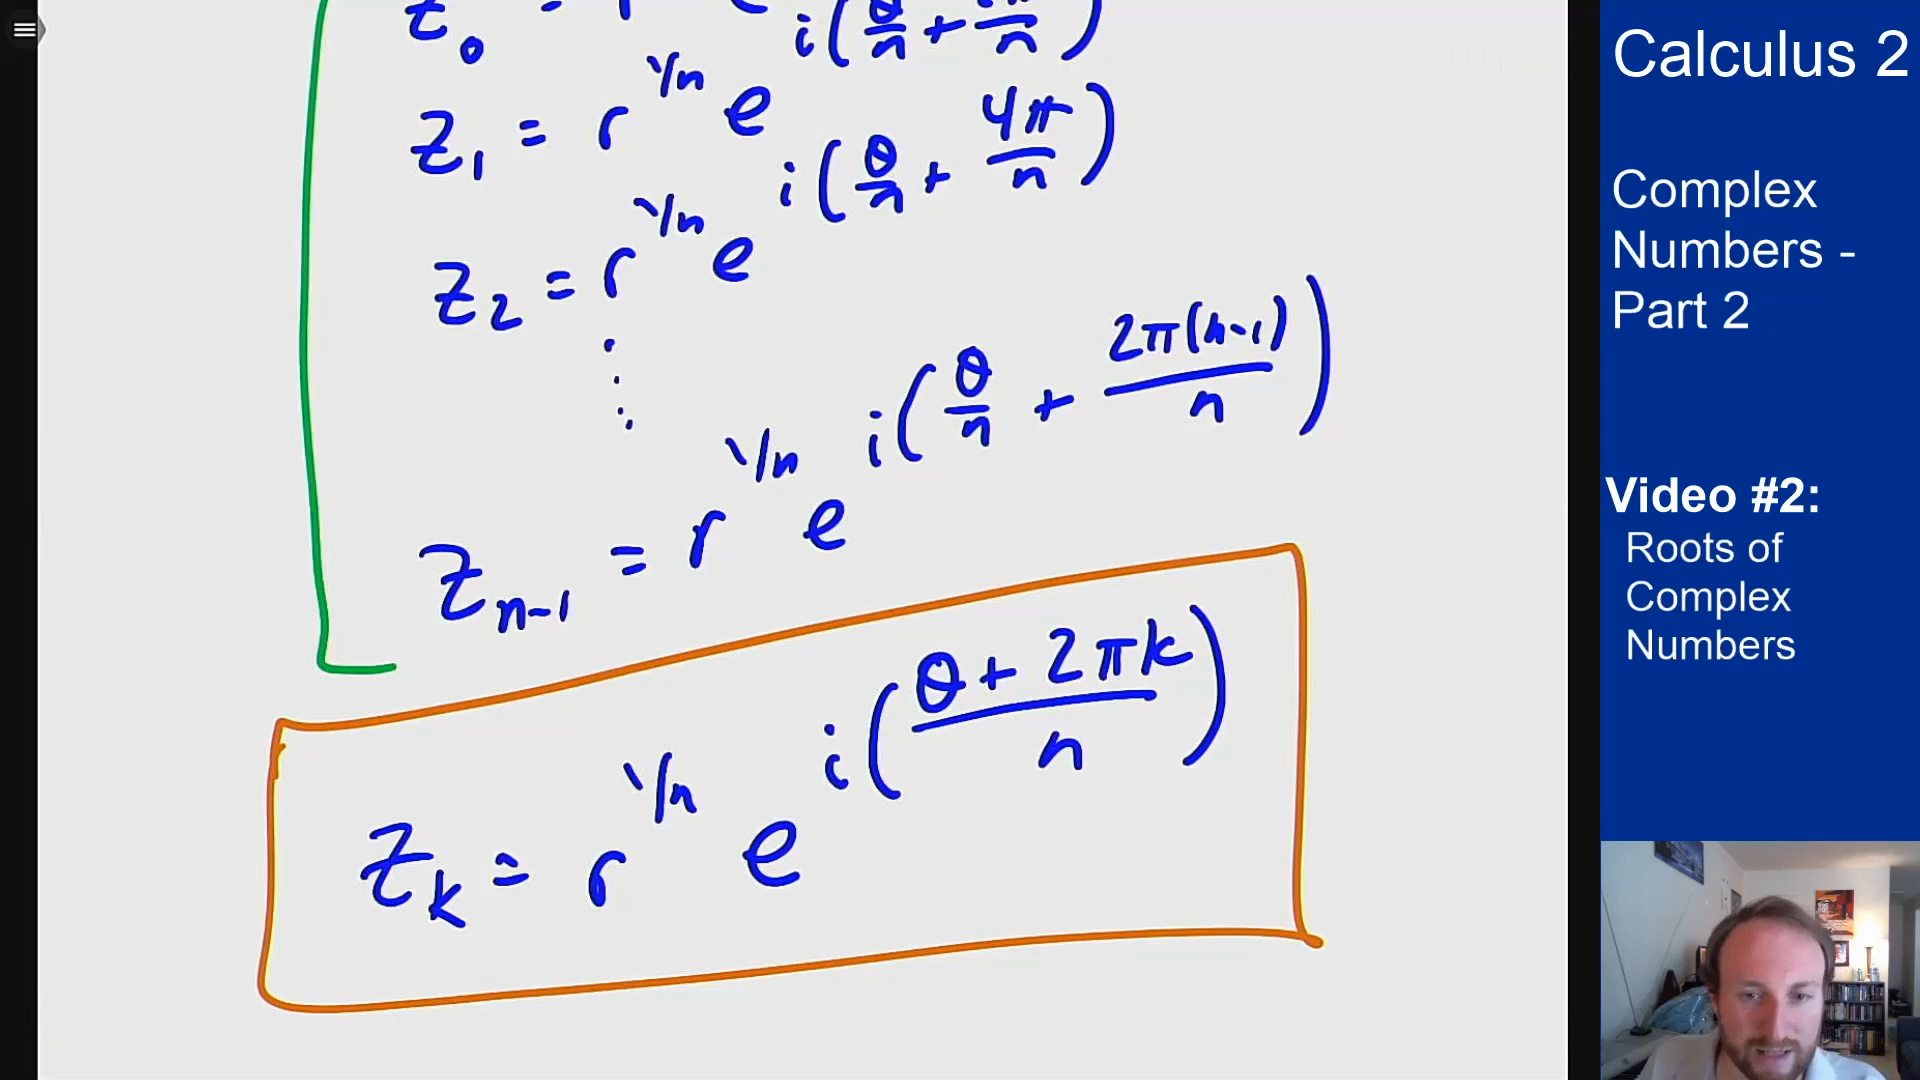 z₀ = r e
z₁ = r^(1/n) e^(i(θ/n + 2π/n))
z₂ = r^(1/n) e^(i(θ/n + 4π/n))
⋮
z_(n-1) = r^(1/n) e^(i(θ/n + 2π(n-1)/n))
z_k = r^(1/n) e^(i((θ + 2πk)/n))
Calculus 2
Complex
Numbers -
Part 2
Video #2:
Roots of
Complex
Numbers